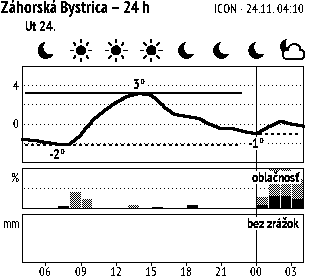 Záhorská Bystrica – 24 h
ICON · 24.11. 04:10
Ut 24.
4
3°
0
-2°
-1°
%
oblačnosť
mm
bez zrážok
06 09 12 15 18 21 00 03